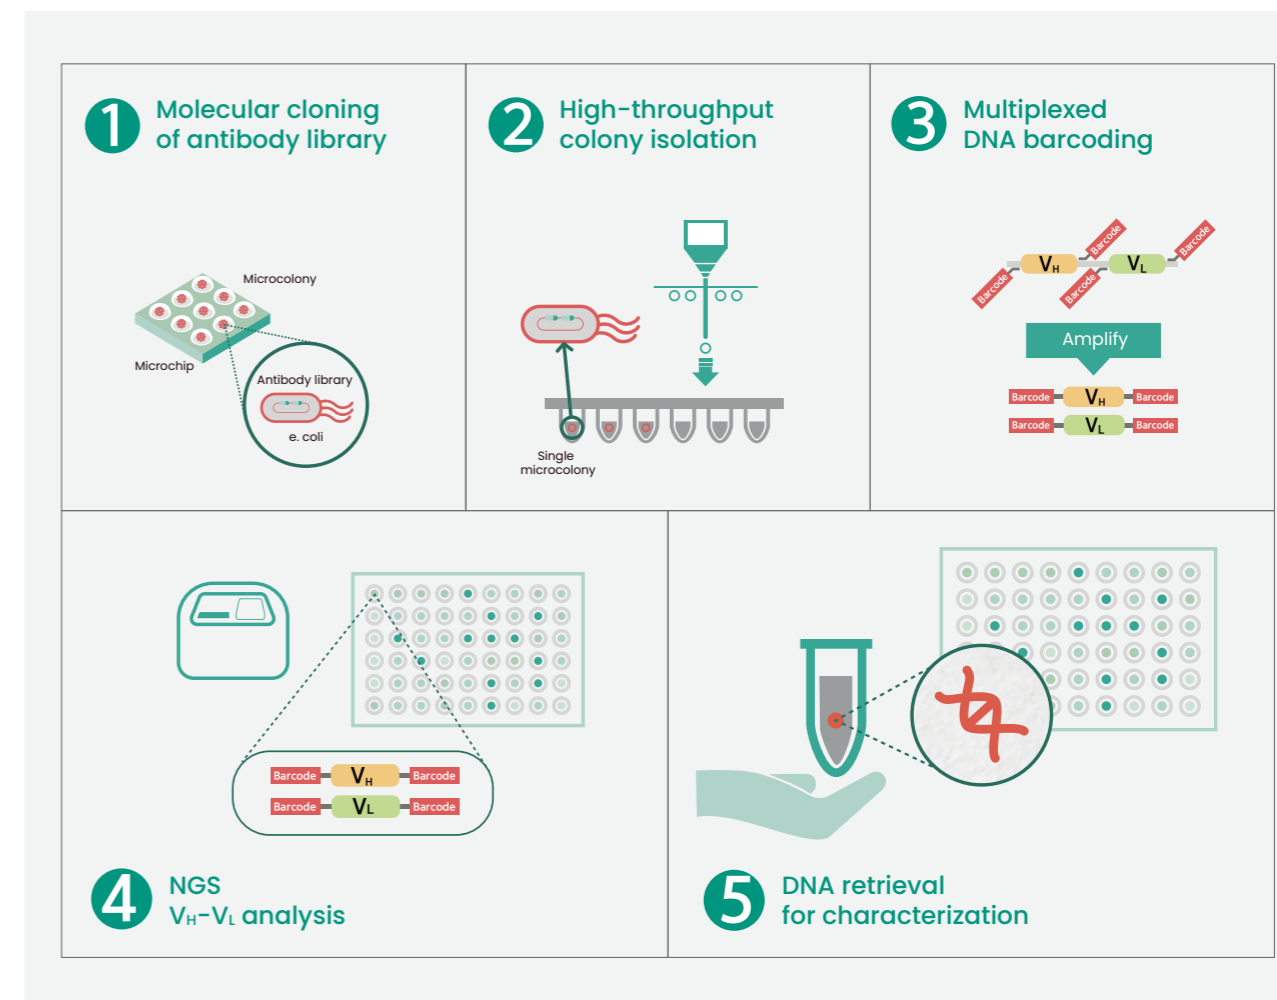 1
Molecular cloning
of antibody library
Microcolony
Microchip
Antibody library
e. coli
2
High-throughput
colony isolation
Single
microcolony
3
Multiplexed
DNA barcoding
Barcode VH Barcode Barcode VL Barcode
Amplify
Barcode VH Barcode
Barcode VL Barcode
Barcode VH Barcode
Barcode VL Barcode
4
NGS
VH-VL analysis
5
DNA retrieval
for characterization